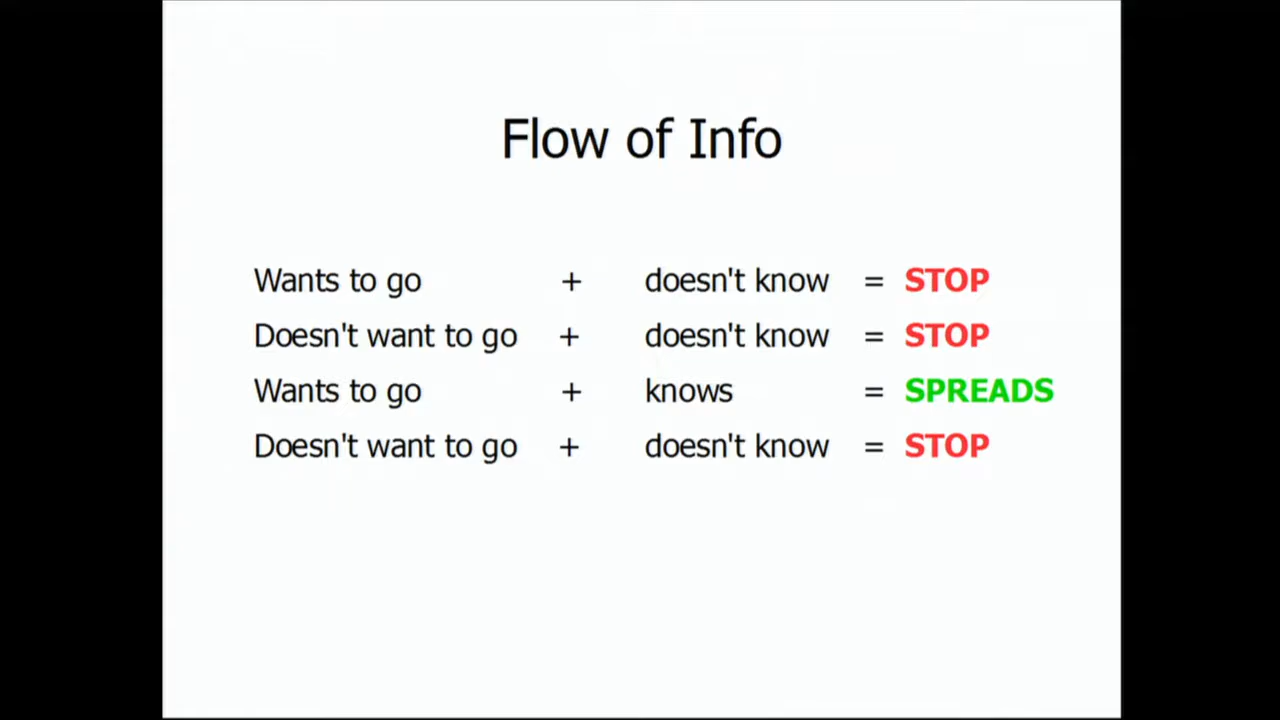 Flow of Info
Wants to go + doesn't know = STOP
Doesn't want to go + doesn't know = STOP
Wants to go + knows = SPREADS
Doesn't want to go + doesn't know = STOP